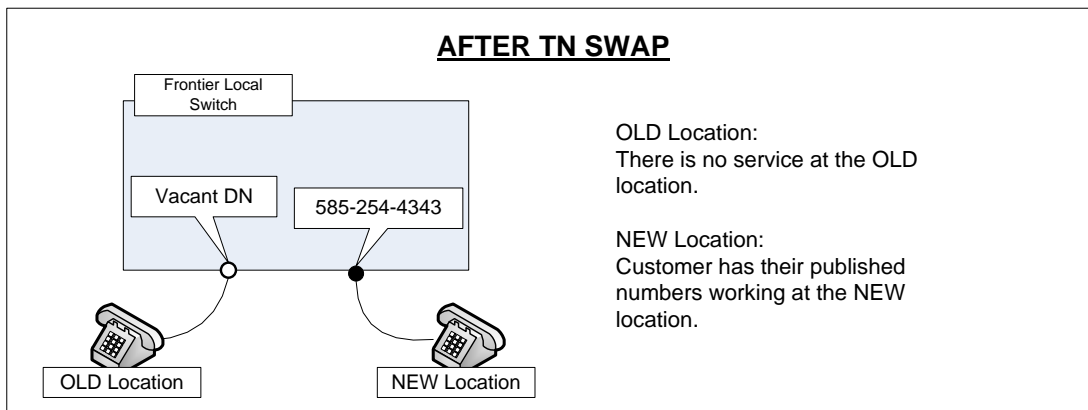 AFTER TN SWAP
Frontier Local
Switch
Vacant DN
585-254-4343
OLD Location
NEW Location
OLD Location:
There is no service at the OLD
location.
NEW Location:
Customer has their published
numbers working at the NEW
location.